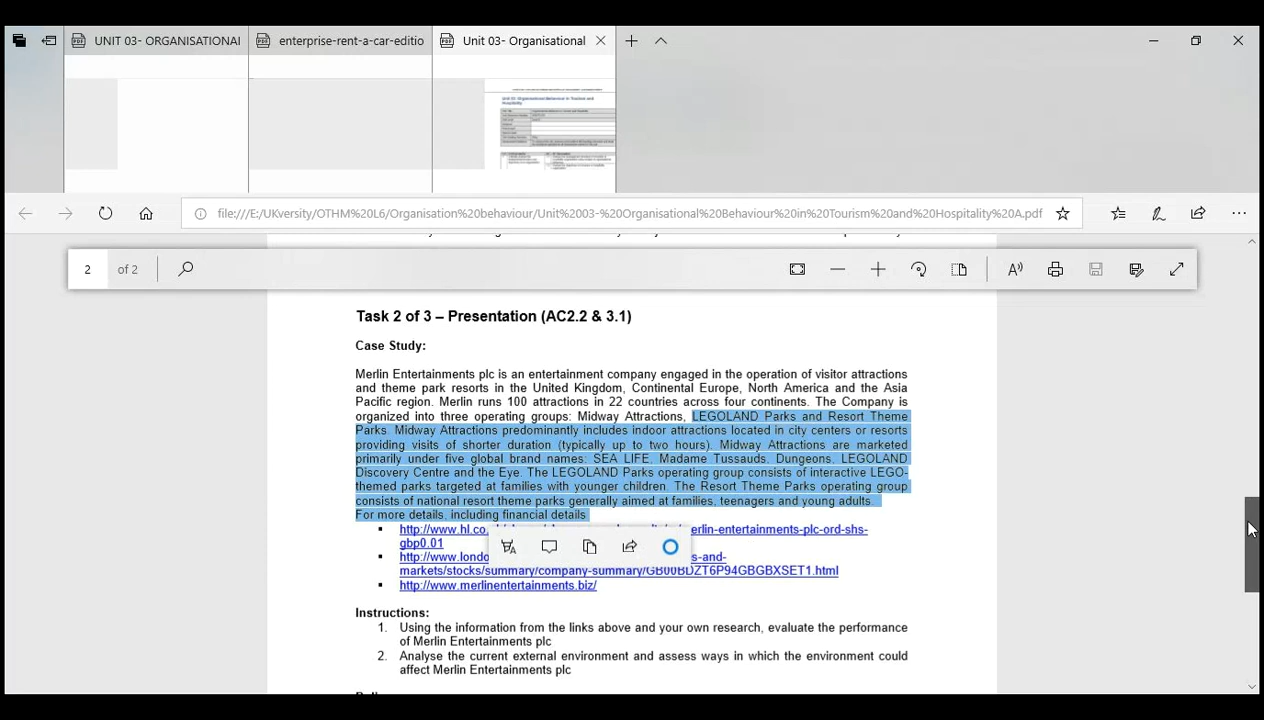 UNIT 03- ORGANISATIONAL
enterprise-rent-a-car-editio
Unit 03- Organisational
file:///E:/UKversity/OTHM%20L6/Organisation%20behaviour/Unit%2003-%20Organisational%20Behaviour%20in%20Tourism%20and%20Hospitality%20A.pdf
2 of 2
Task 2 of 3 – Presentation (AC2.2 & 3.1)
Case Study:
Merlin Entertainments plc is an entertainment company engaged in the operation of visitor attractions
and theme park resorts in the United Kingdom, Continental Europe, North America and the Asia
Pacific region. Merlin runs 100 attractions in 22 countries across four continents. The Company is
organized into three operating groups: Midway Attractions, LEGOLAND Parks and Resort Theme
Parks. Midway Attractions predominantly includes indoor attractions located in city centers or resorts
providing visits of shorter duration (typically up to two hours). Midway Attractions are marketed
primarily under five global brand names: SEA LIFE, Madame Tussauds, Dungeons, LEGOLAND
Discovery Centre and the Eye. The LEGOLAND Parks operating group consists of interactive LEGO-
themed parks targeted at families with younger children. The Resort Theme Parks operating group
consists of national resort theme parks generally aimed at families, teenagers and young adults.
For more details, including financial details
http://www.hl.co. erlin-entertainments-plc-ord-shs-
gbp0.01
http://www.londo s-and-
markets/stocks/summary/company-summary/GB00BDZT6P94GBGBXSET1.html
http://www.merlinentertainments.biz/
Instructions:
1. Using the information from the links above and your own research, evaluate the performance
of Merlin Entertainments plc
2. Analyse the current external environment and assess ways in which the environment could
affect Merlin Entertainments plc